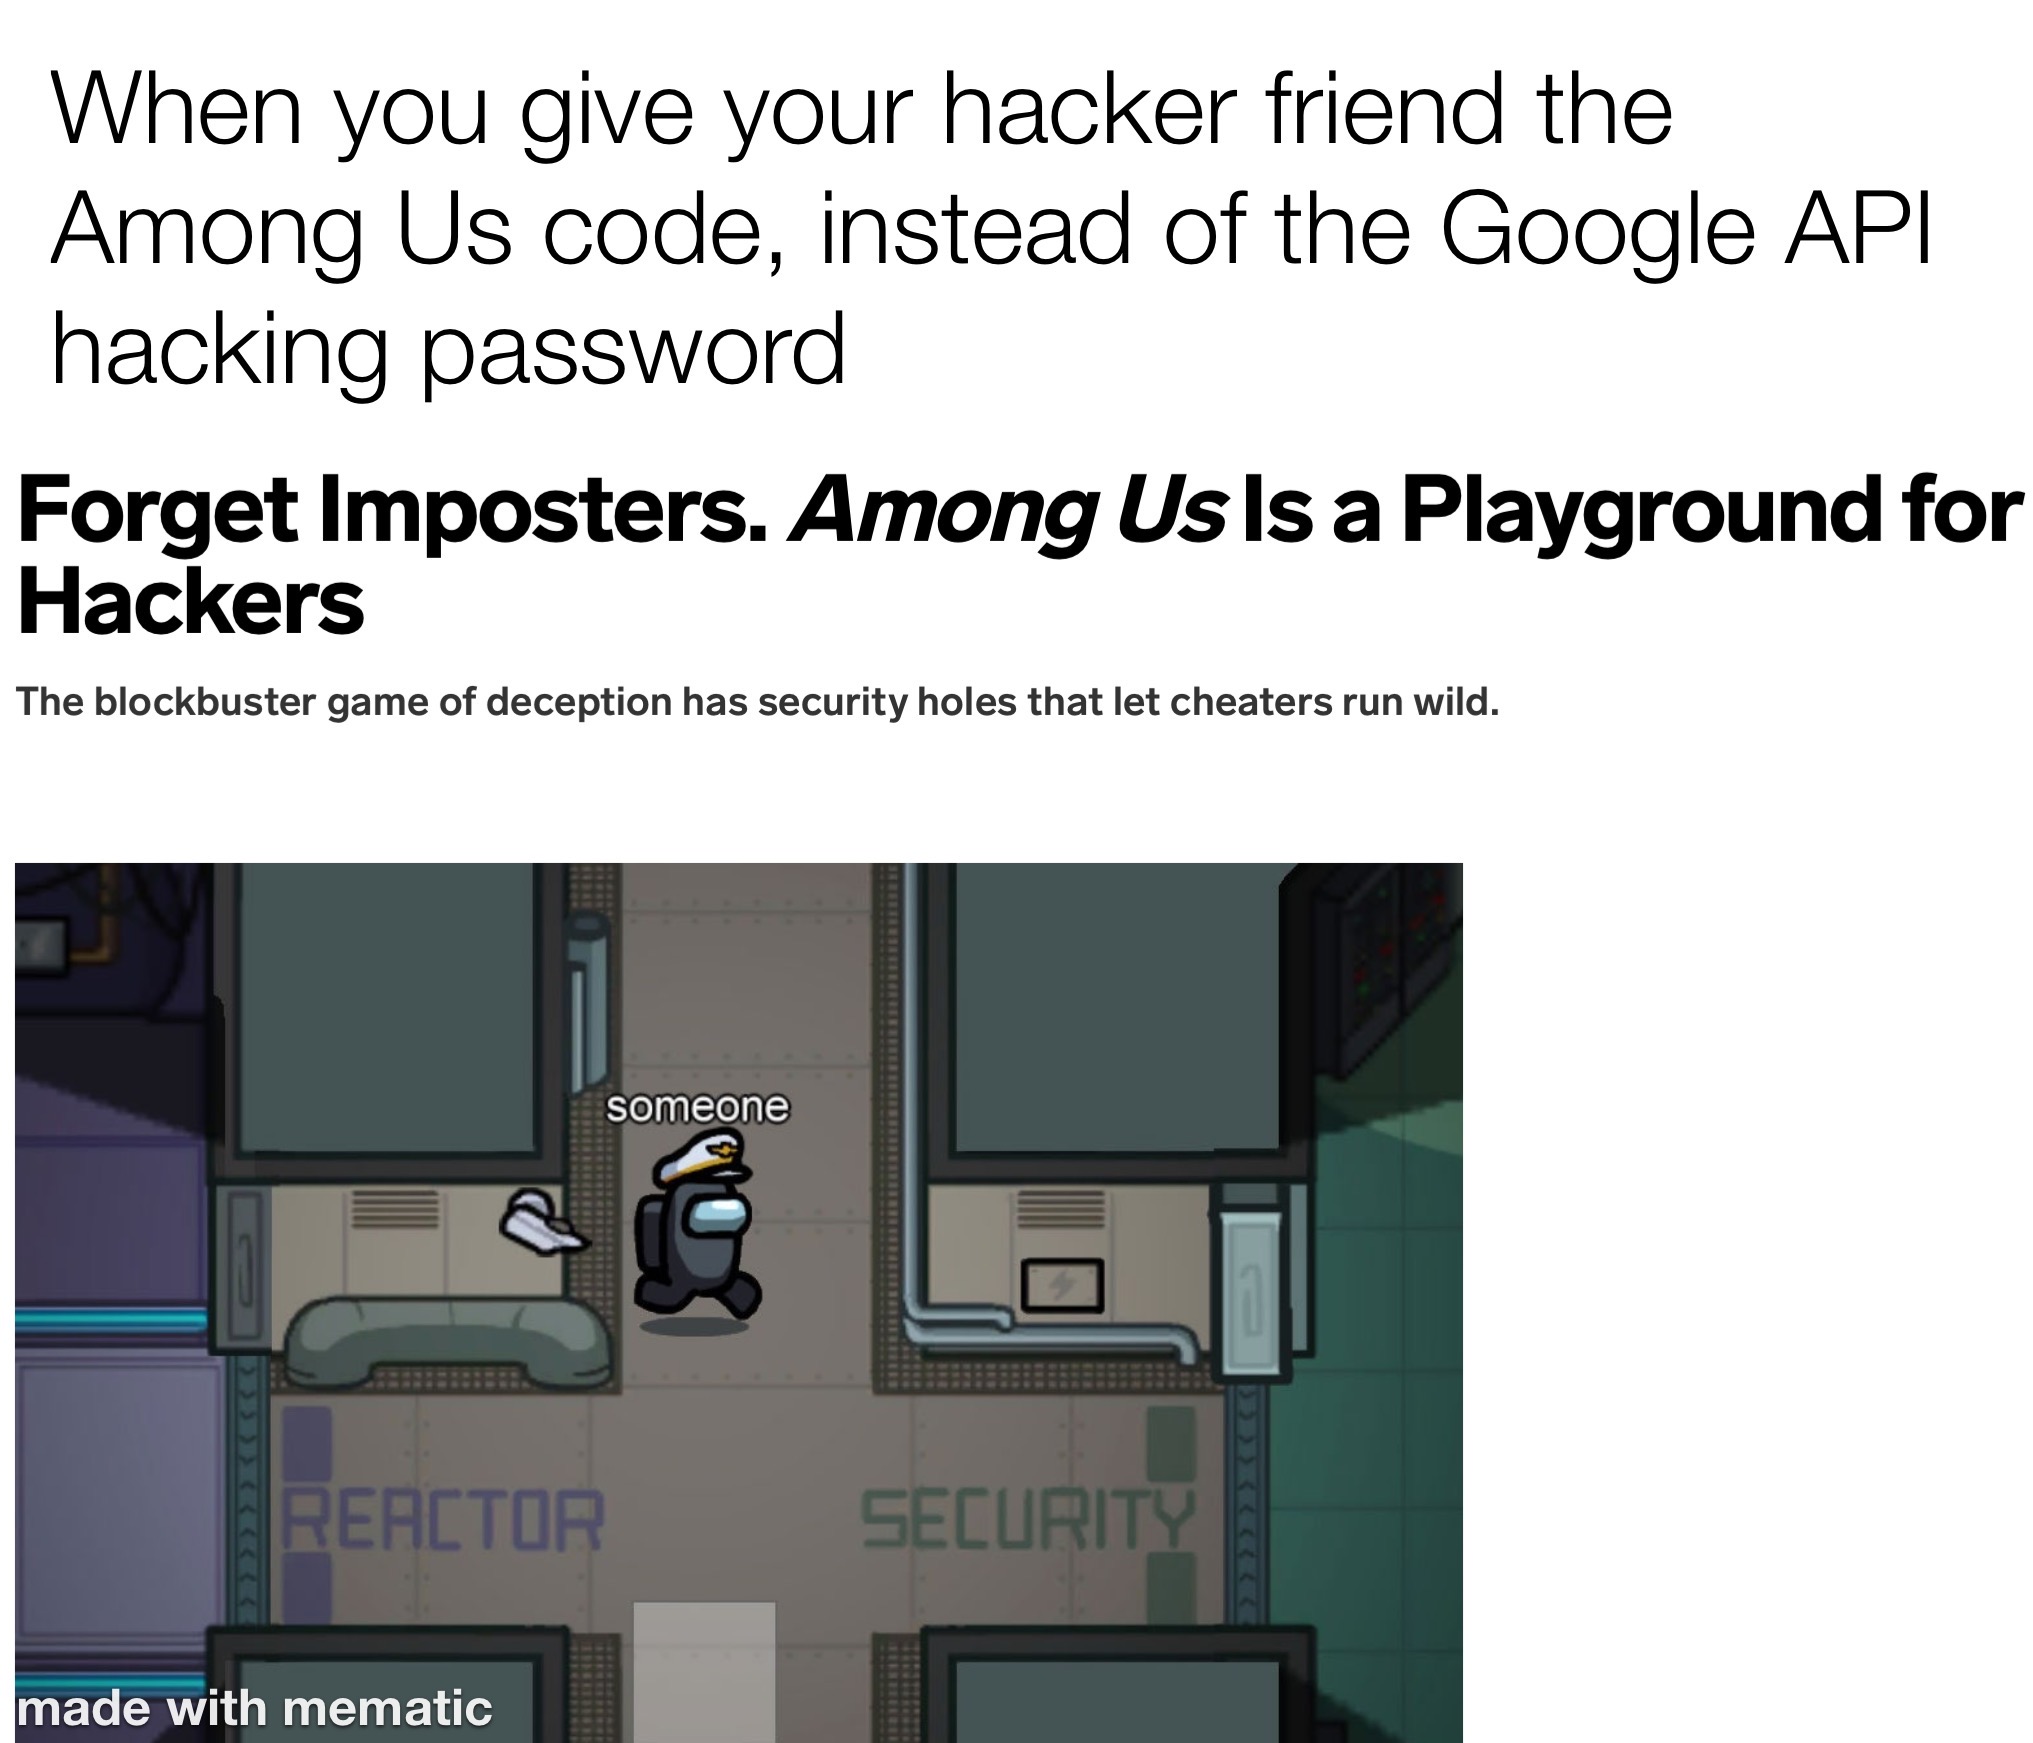 When you give your hacker friend the
Among Us code, instead of the Google API
hacking password
Forget Imposters. Among Us Is a Playground for
Hackers
The blockbuster game of deception has security holes that let cheaters run wild.
someone
REACTOR
SECURITY
made with mematic